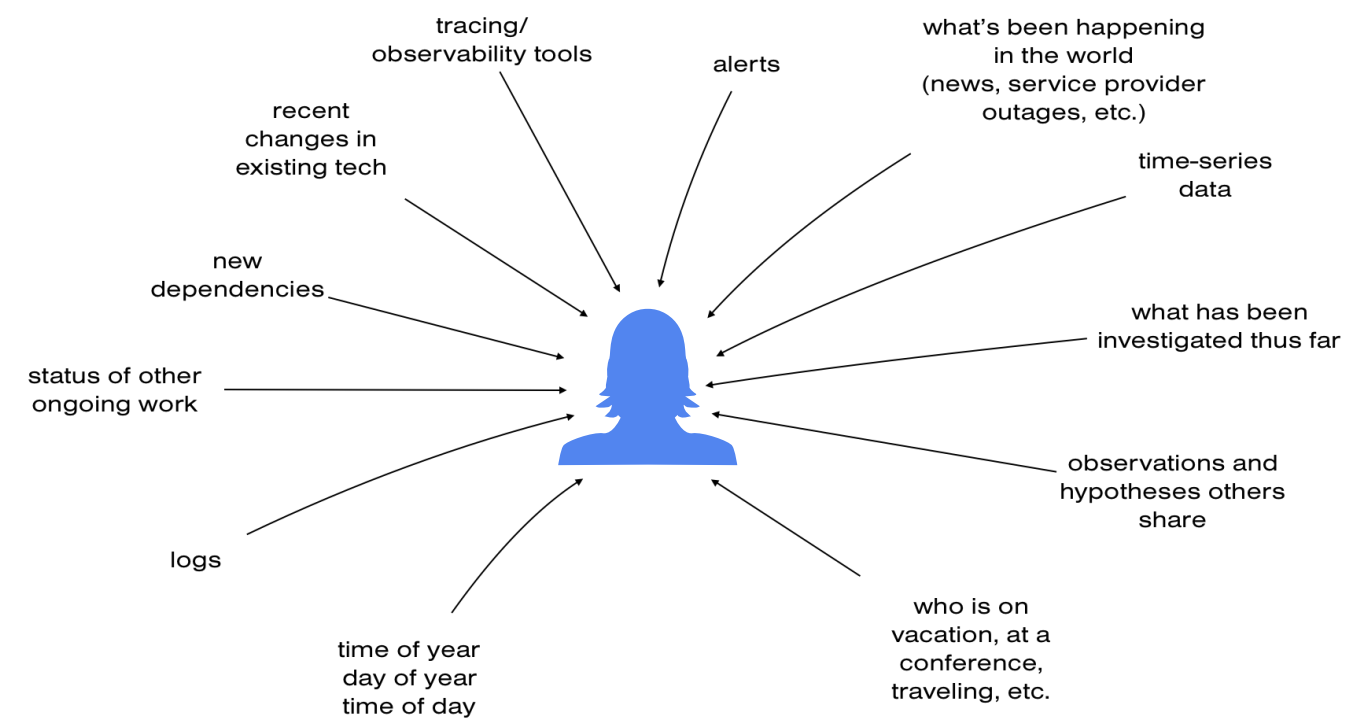 tracing/
observability tools
alerts
what's been happening
in the world
(news, service provider
outages, etc.)
recent
changes in
existing tech
time-series
data
new
dependencies
what has been
investigated thus far
status of other
ongoing work
observations and
hypotheses others
share
logs
who is on
vacation, at a
conference,
traveling, etc.
time of year
day of year
time of day